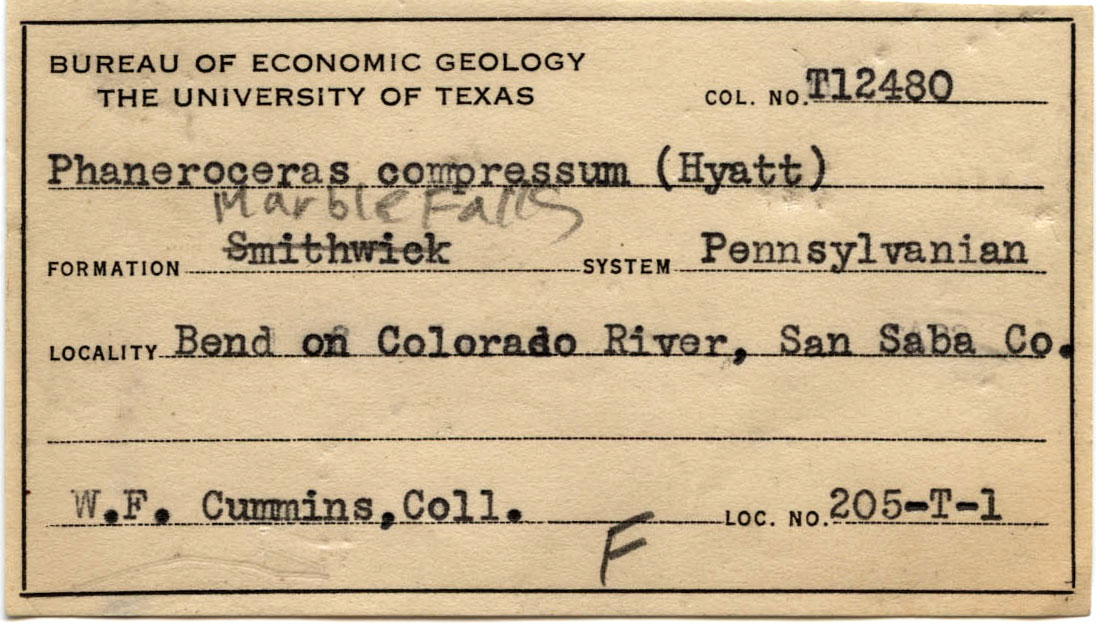 BUREAU OF ECONOMIC GEOLOGY
THE UNIVERSITY OF TEXAS
COL. NO. T12480
Phaneroceras compressum (Hyatt)
Marble Falls
FORMATION Smithwick SYSTEM Pennsylvanian
LOCALITY Bend on Colorado River, San Saba Co.
W.F. Cummins, Coll. LOC. NO. 205-T-1
F